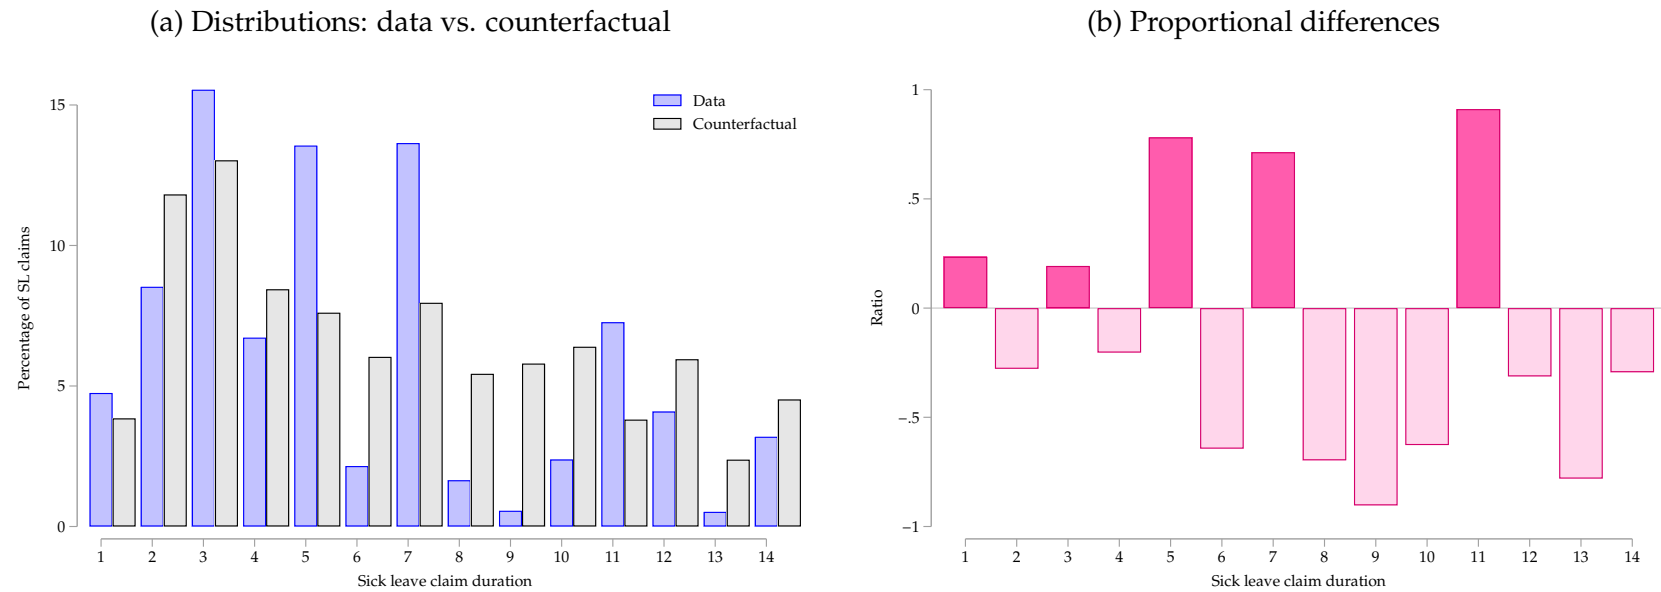 (a) Distributions: data vs. counterfactual
Data
Counterfactual
Percentage of SL claims
15
10
5
0
1 2 3 4 5 6 7 8 9 10 11 12 13 14
Sick leave claim duration
(b) Proportional differences
Ratio
1
.5
0
−.5
−1
1 2 3 4 5 6 7 8 9 10 11 12 13 14
Sick leave claim duration